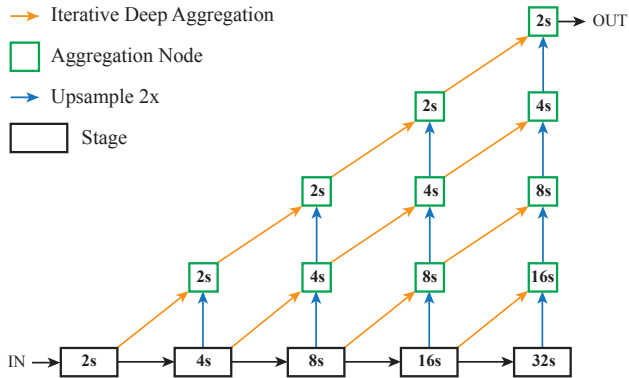 Iterative Deep Aggregation
Aggregation Node
Upsample 2x
Stage
2s OUT
2s 4s
2s 4s 8s
2s 4s 8s 16s
IN 2s 4s 8s 16s 32s